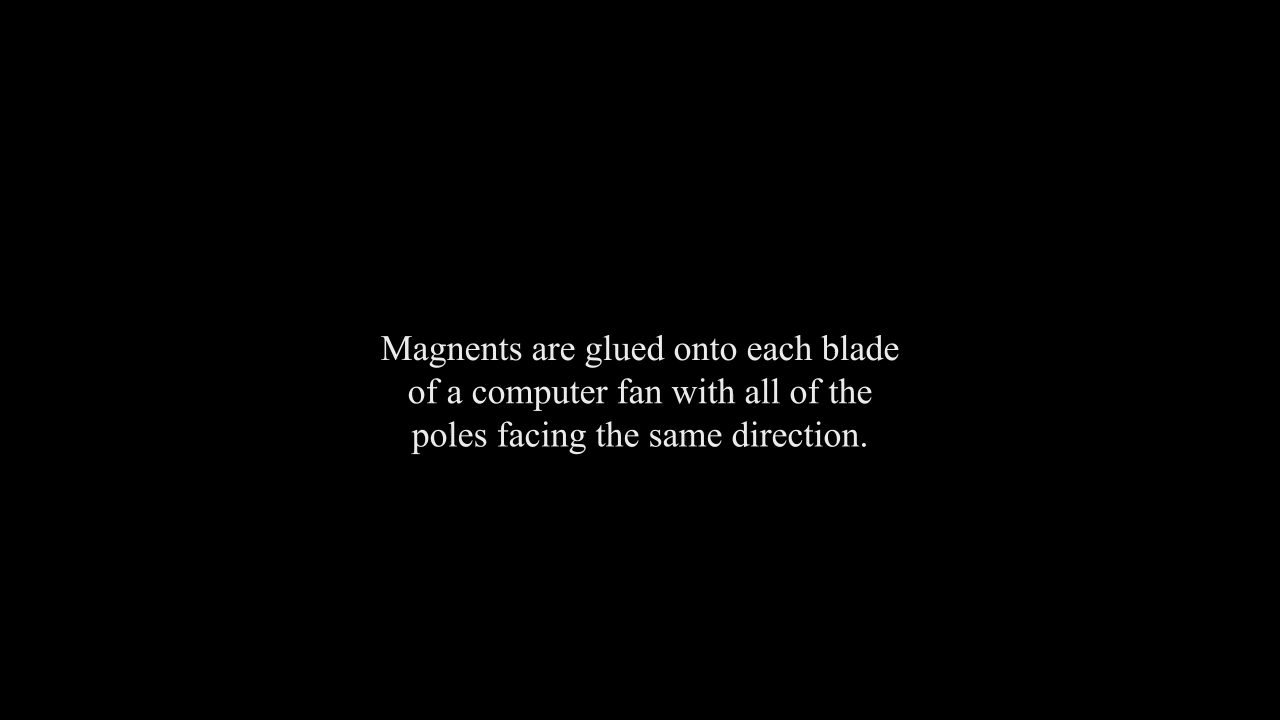 Magnents are glued onto each blade
of a computer fan with all of the
poles facing the same direction.